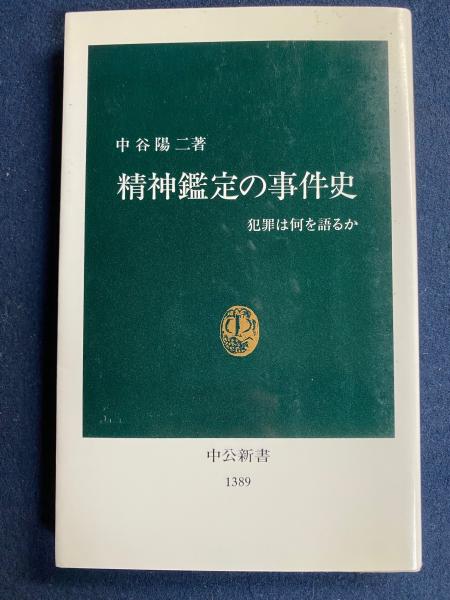 中谷陽二著
精神鑑定の事件史
犯罪は何を語るか
中公新書
1389